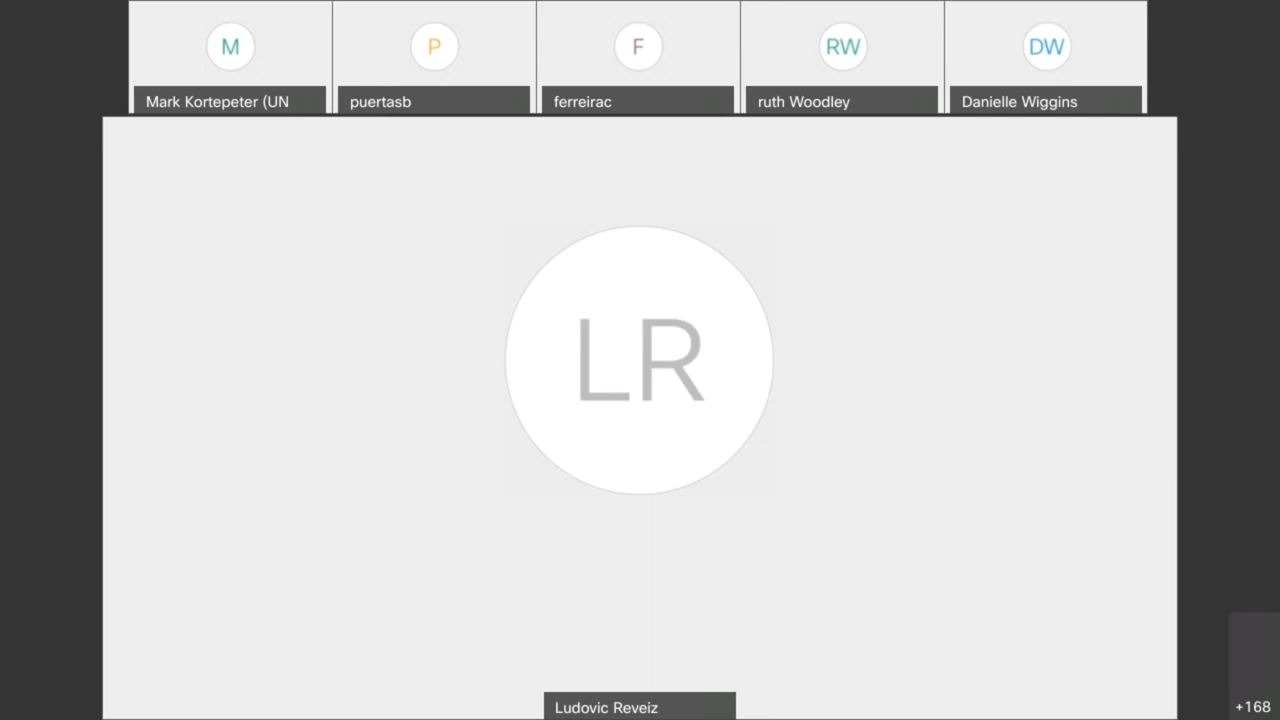 M
P
F
RW
DW
Mark Kortepeter (UN
puertasb
ferreirac
ruth Woodley
Danielle Wiggins
LR
Ludovic Reveiz
+168